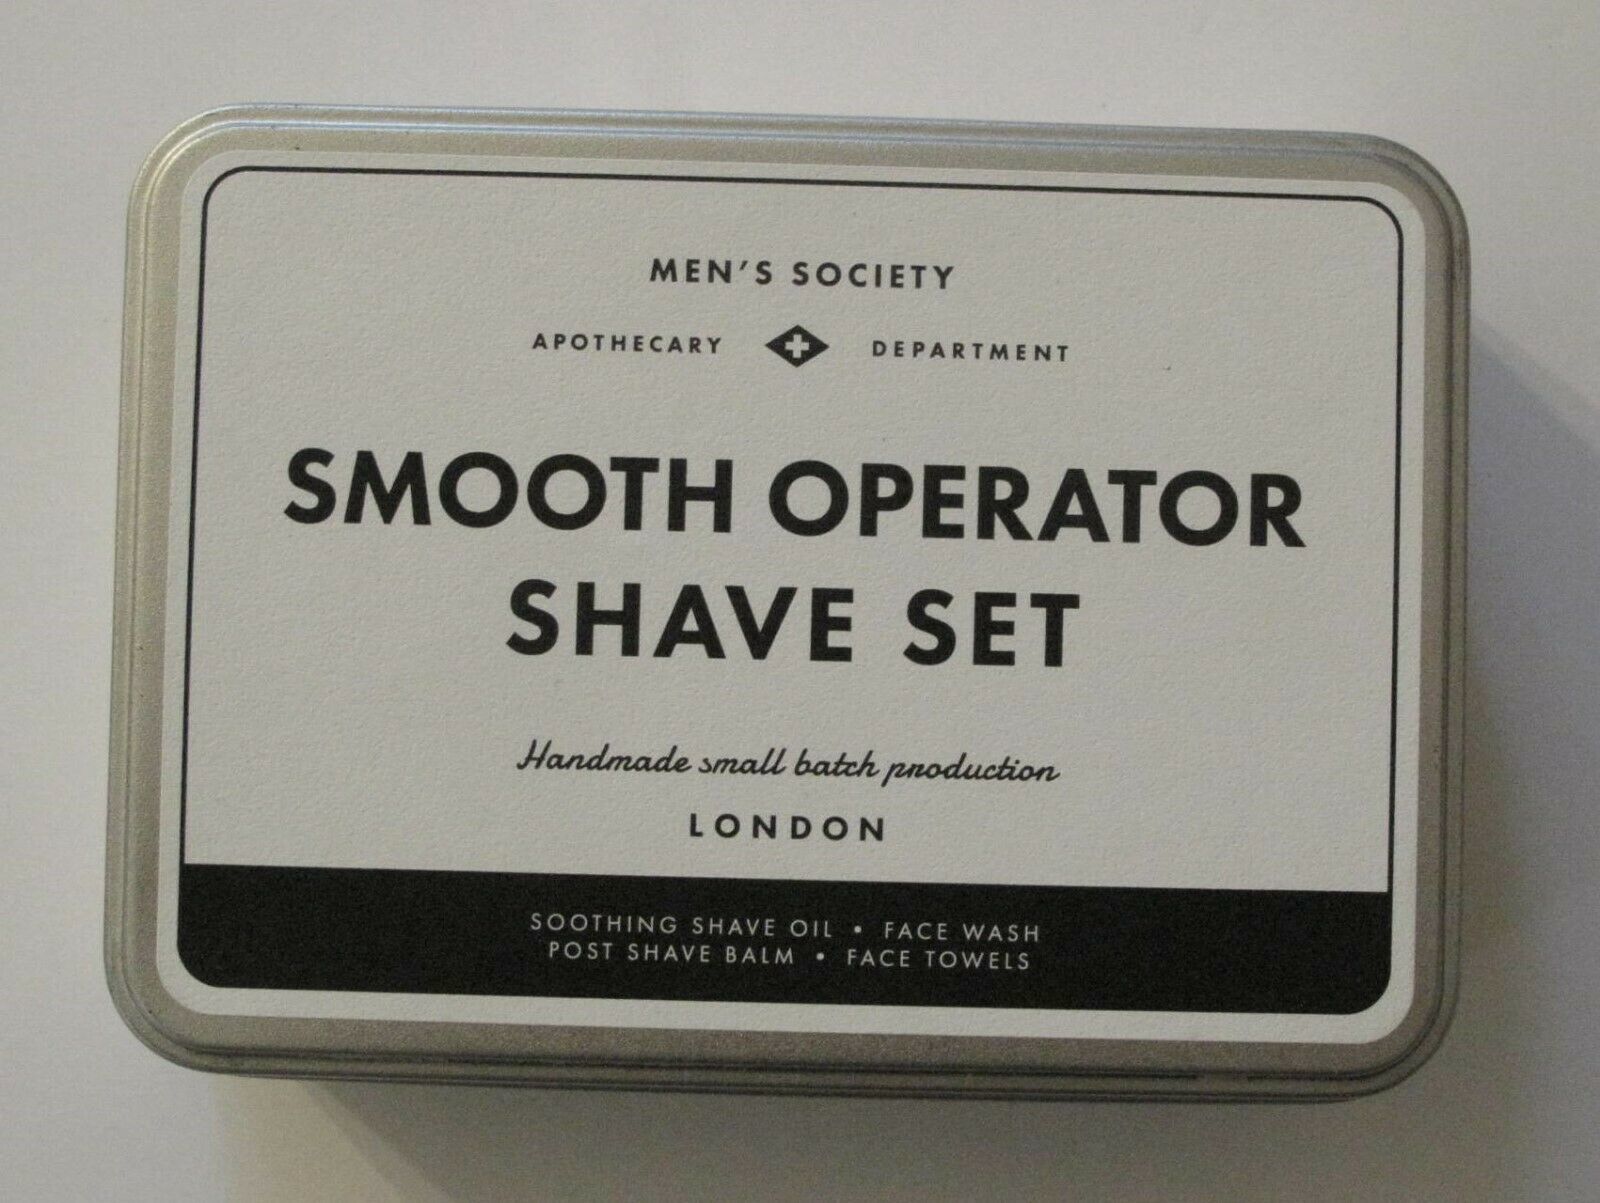 MEN'S SOCIETY
APOTHECARY DEPARTMENT
SMOOTH OPERATOR
SHAVE SET
Handmade small batch production
LONDON
SOOTHING SHAVE OIL • FACE WASH
POST SHAVE BALM • FACE TOWELS